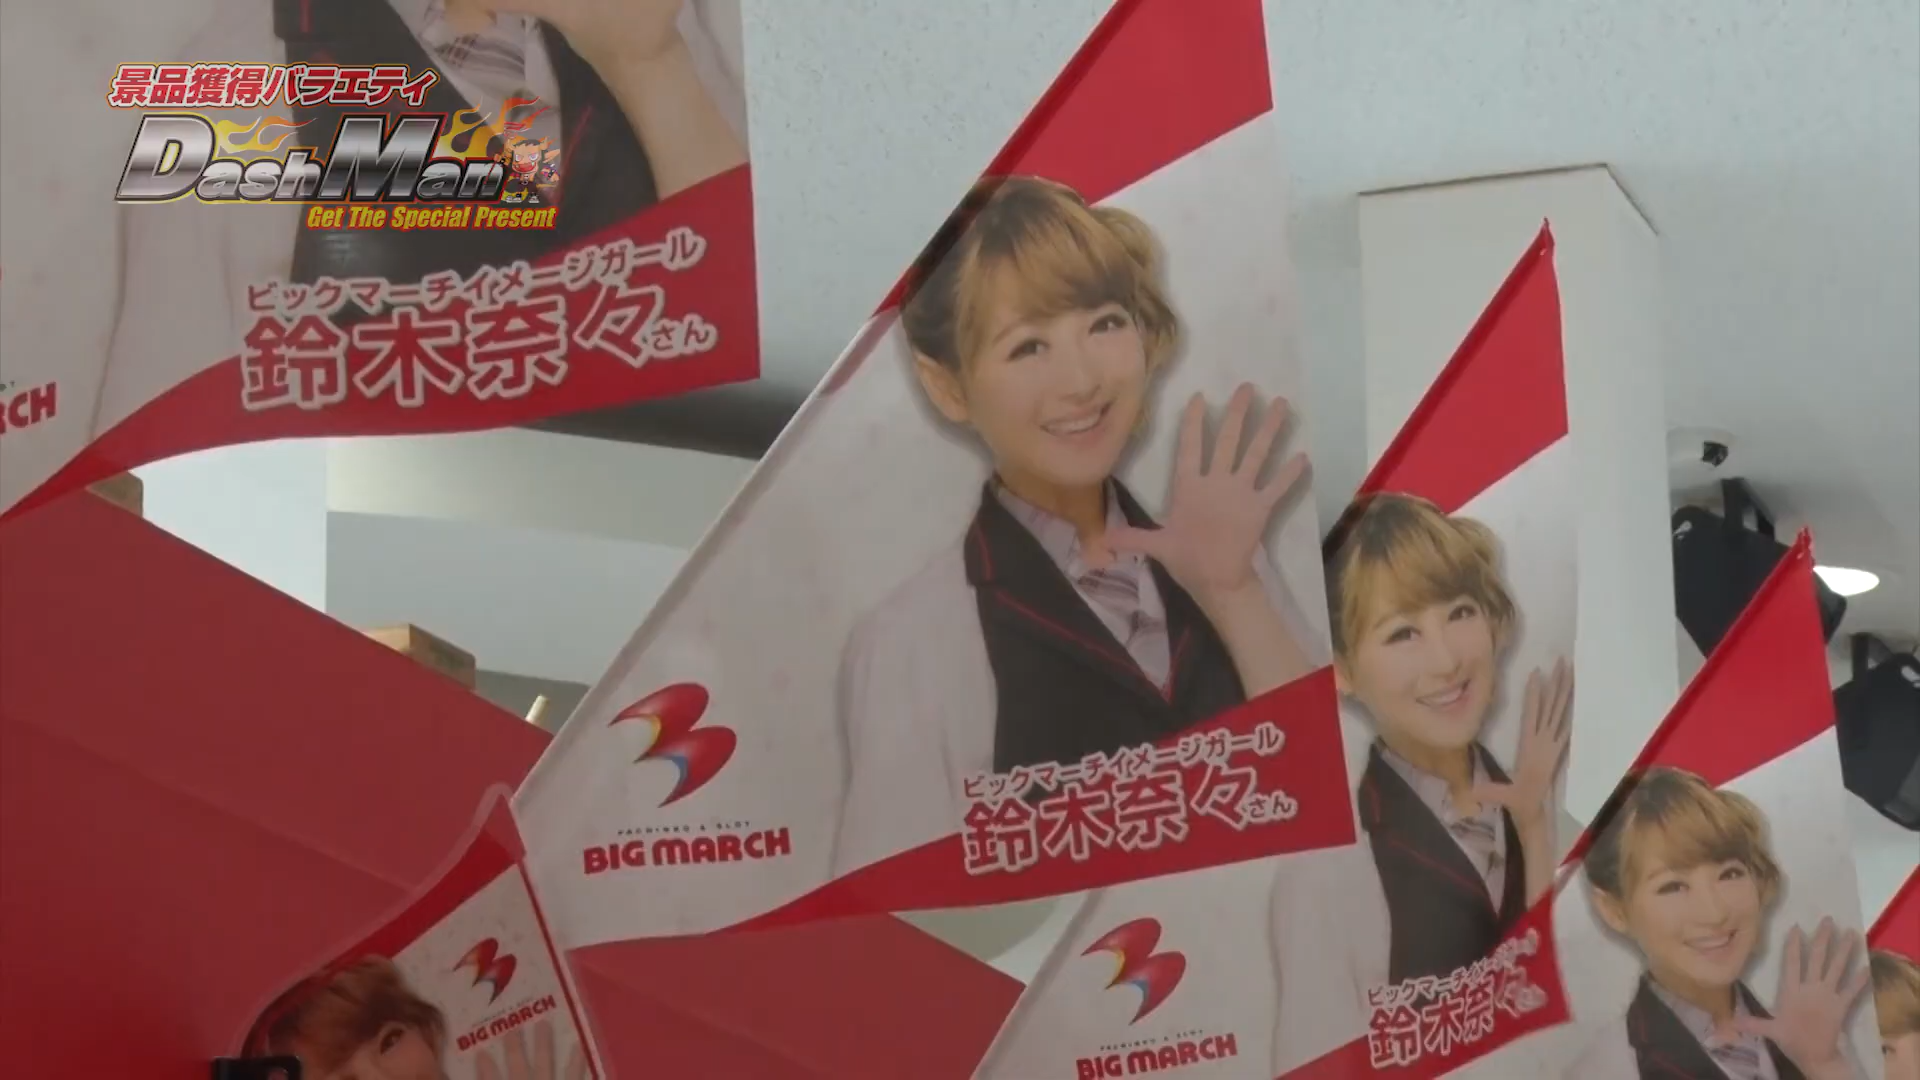 景品獲得バラエティ
DashMan
Get The Special Present
ビックマーチイメージガール
鈴木奈々さん
RCH
ビックマーチイメージガール
鈴木奈々さん
PACHINKO & SLOT
BIG MARCH
ビックマーチイメージガール
鈴木奈々さん
PACHINKO & SLOT
BIG MARCH
BIG MARCH